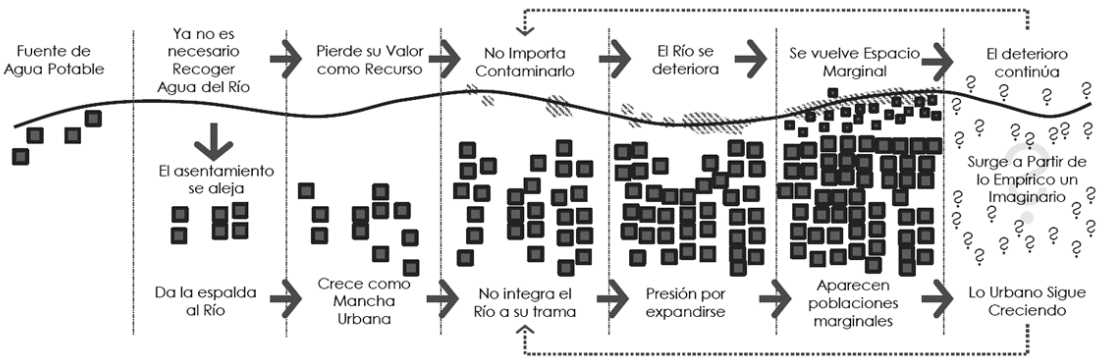 Fuente de
Agua Potable
Ya no es
necesario
Recoger
Agua del Río
El asentamiento
se aleja
Da la espalda
al Río
Pierde su Valor
como Recurso
Crece como
Mancha
Urbana
No Importa
Contaminarlo
No integra el
Río a su trama
El Río se
deteriora
Presión por
expandirse
Se vuelve Espacio
Marginal
Aparecen
poblaciones
marginales
El deterioro
continúa
Surge a Partir de
lo Empírico un
Imaginario
Lo Urbano Sigue
Creciendo